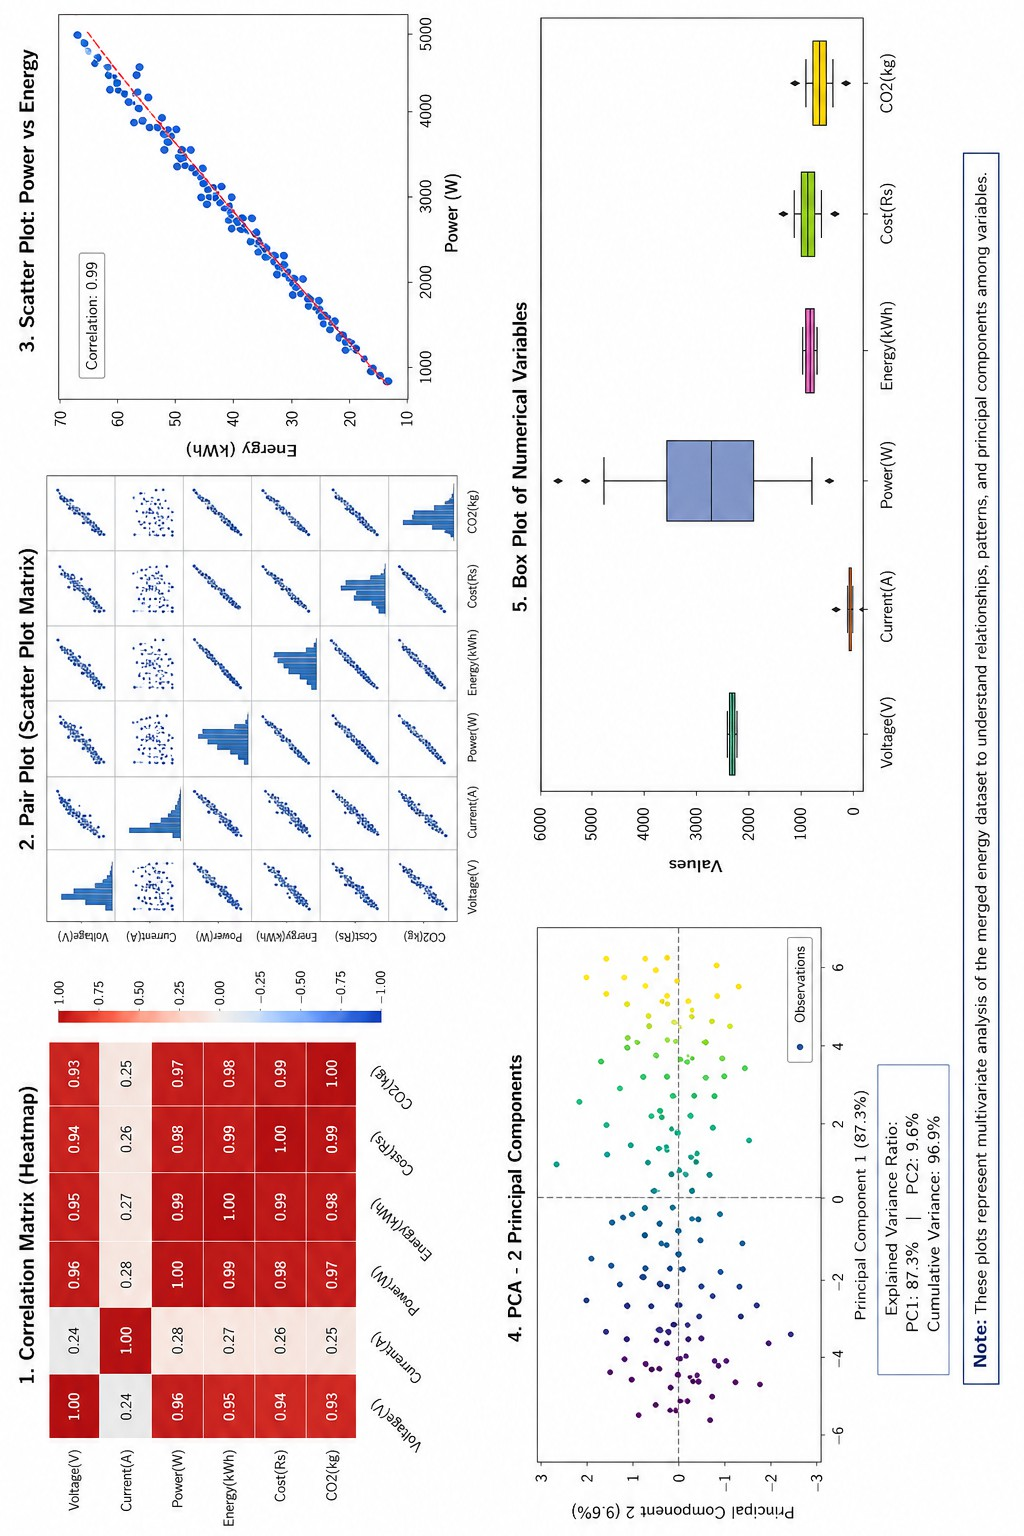 1. Correlation Matrix (Heatmap)
Voltage(V)
1.00
0.24
0.96
0.95
0.94
0.93
Current(A)
0.24
1.00
0.28
0.27
0.26
0.25
Power(W)
0.96
0.28
1.00
0.99
0.98
0.97
Energy(kWh)
0.95
0.27
0.99
1.00
0.99
0.98
Cost(Rs)
0.94
0.26
0.98
0.99
1.00
0.99
CO2(kg)
0.93
0.25
0.97
0.98
0.99
1.00
Voltage(V)
Current(A)
Power(W)
Energy(kWh)
Cost(Rs)
CO2(kg)
1.00
0.75
0.50
0.25
0.00
−0.25
−0.50
−0.75
−1.00
2. Pair Plot (Scatter Plot Matrix)
Voltage(V)
Current(A)
Power(W)
Energy(kWh)
Cost(Rs)
CO2(kg)
Voltage(V)
Current(A)
Power(W)
Energy(kWh)
Cost(Rs)
CO2(kg)
3. Scatter Plot: Power vs Energy
Correlation: 0.99
Energy (kWh)
70
60
50
40
30
20
10
1000
2000
3000
4000
5000
Power (W)
4. PCA - 2 Principal Components
Principal Component 2 (9.6%)
3
2
1
0
−1
−2
−3
Observations
−6
−4
−2
0
2
4
6
Principal Component 1 (87.3%)
Explained Variance Ratio:
PC1: 87.3% | PC2: 9.6%
Cumulative Variance: 96.9%
5. Box Plot of Numerical Variables
Values
6000
5000
4000
3000
2000
1000
0
Voltage(V)
Current(A)
Power(W)
Energy(kWh)
Cost(Rs)
CO2(kg)
Note: These plots represent multivariate analysis of the merged energy dataset to understand relationships, patterns, and principal components among variables.